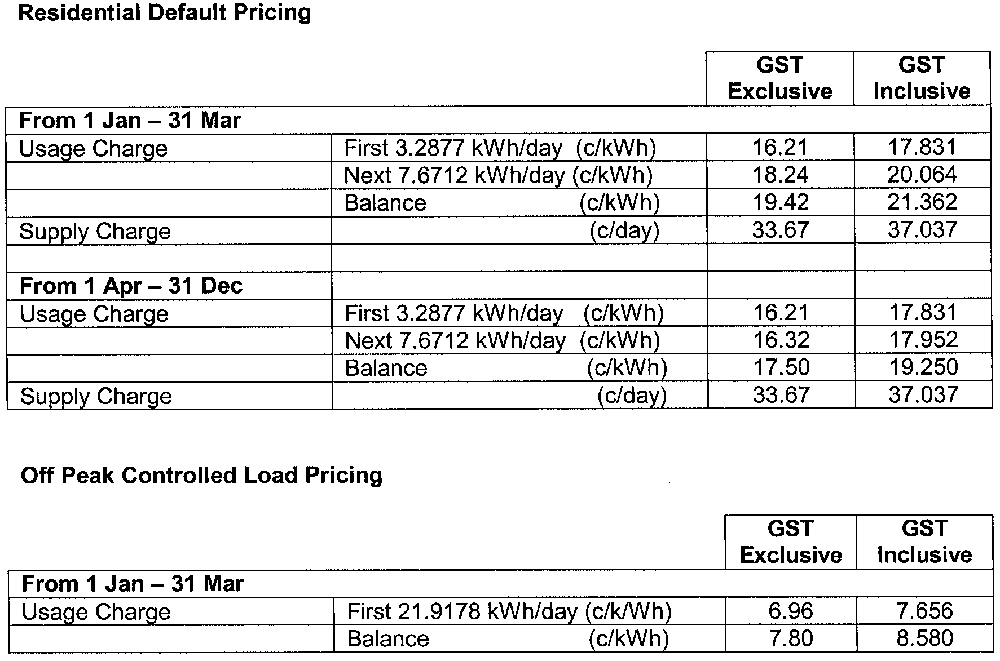 Residential Default Pricing
GST Exclusive GST Inclusive
From 1 Jan – 31 Mar
Usage Charge First 3.2877 kWh/day (c/kWh) 16.21 17.831
Next 7.6712 kWh/day (c/kWh) 18.24 20.064
Balance (c/kWh) 19.42 21.362
Supply Charge (c/day) 33.67 37.037
From 1 Apr – 31 Dec
Usage Charge First 3.2877 kWh/day (c/kWh) 16.21 17.831
Next 7.6712 kWh/day (c/kWh) 16.32 17.952
Balance (c/kWh) 17.50 19.250
Supply Charge (c/day) 33.67 37.037
Off Peak Controlled Load Pricing
GST Exclusive GST Inclusive
From 1 Jan – 31 Mar
Usage Charge First 21.9178 kWh/day (c/k/Wh) 6.96 7.656
Balance (c/kWh) 7.80 8.580